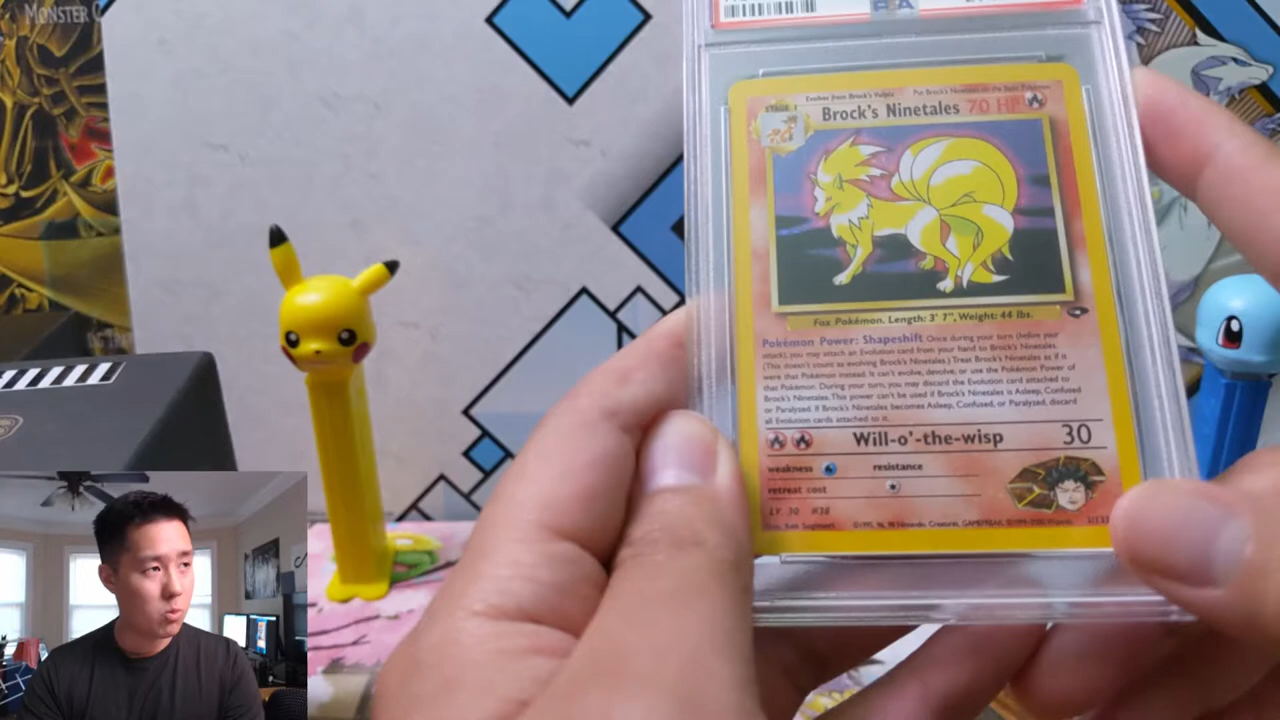 MONSTER
PSA
Evolves from Brock's Vulpix
Put Brock's Ninetales on the Basic Pokémon
STAGE 1
Brock's Ninetales 70 HP
Fox Pokémon. Length: 3' 7", Weight: 44 lbs.
Pokémon Power: Shapeshift Once during your turn (before your
attack), you may attach an Evolution card from your hand to Brock's Ninetales.
(This doesn't count as evolving Brock's Ninetales.) Treat Brock's Ninetales as if it
were that Pokémon instead. It can't evolve, devolve, or use the Pokémon Power of
that Pokémon. During your turn, you may discard the Evolution card attached to
Brock's Ninetales. This power can't be used if Brock's Ninetales is Asleep, Confused
or Paralyzed. If Brock's Ninetales becomes Asleep, Confused, or Paralyzed, discard
all Evolution cards attached to it.
Will-o'-the-wisp 30
weakness resistance
retreat cost
LV. 30 #38
Illus. Ken Sugimori